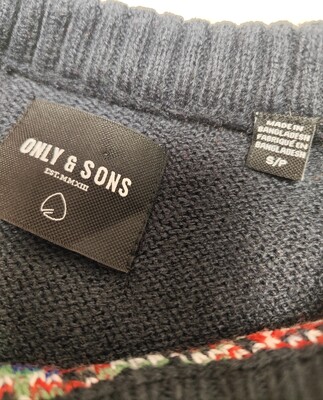 ONLY & SONS
EST.MMXIII
MADE IN
BANGLADESH
FABRIQUÉ EN
BANGLADESH
S/P